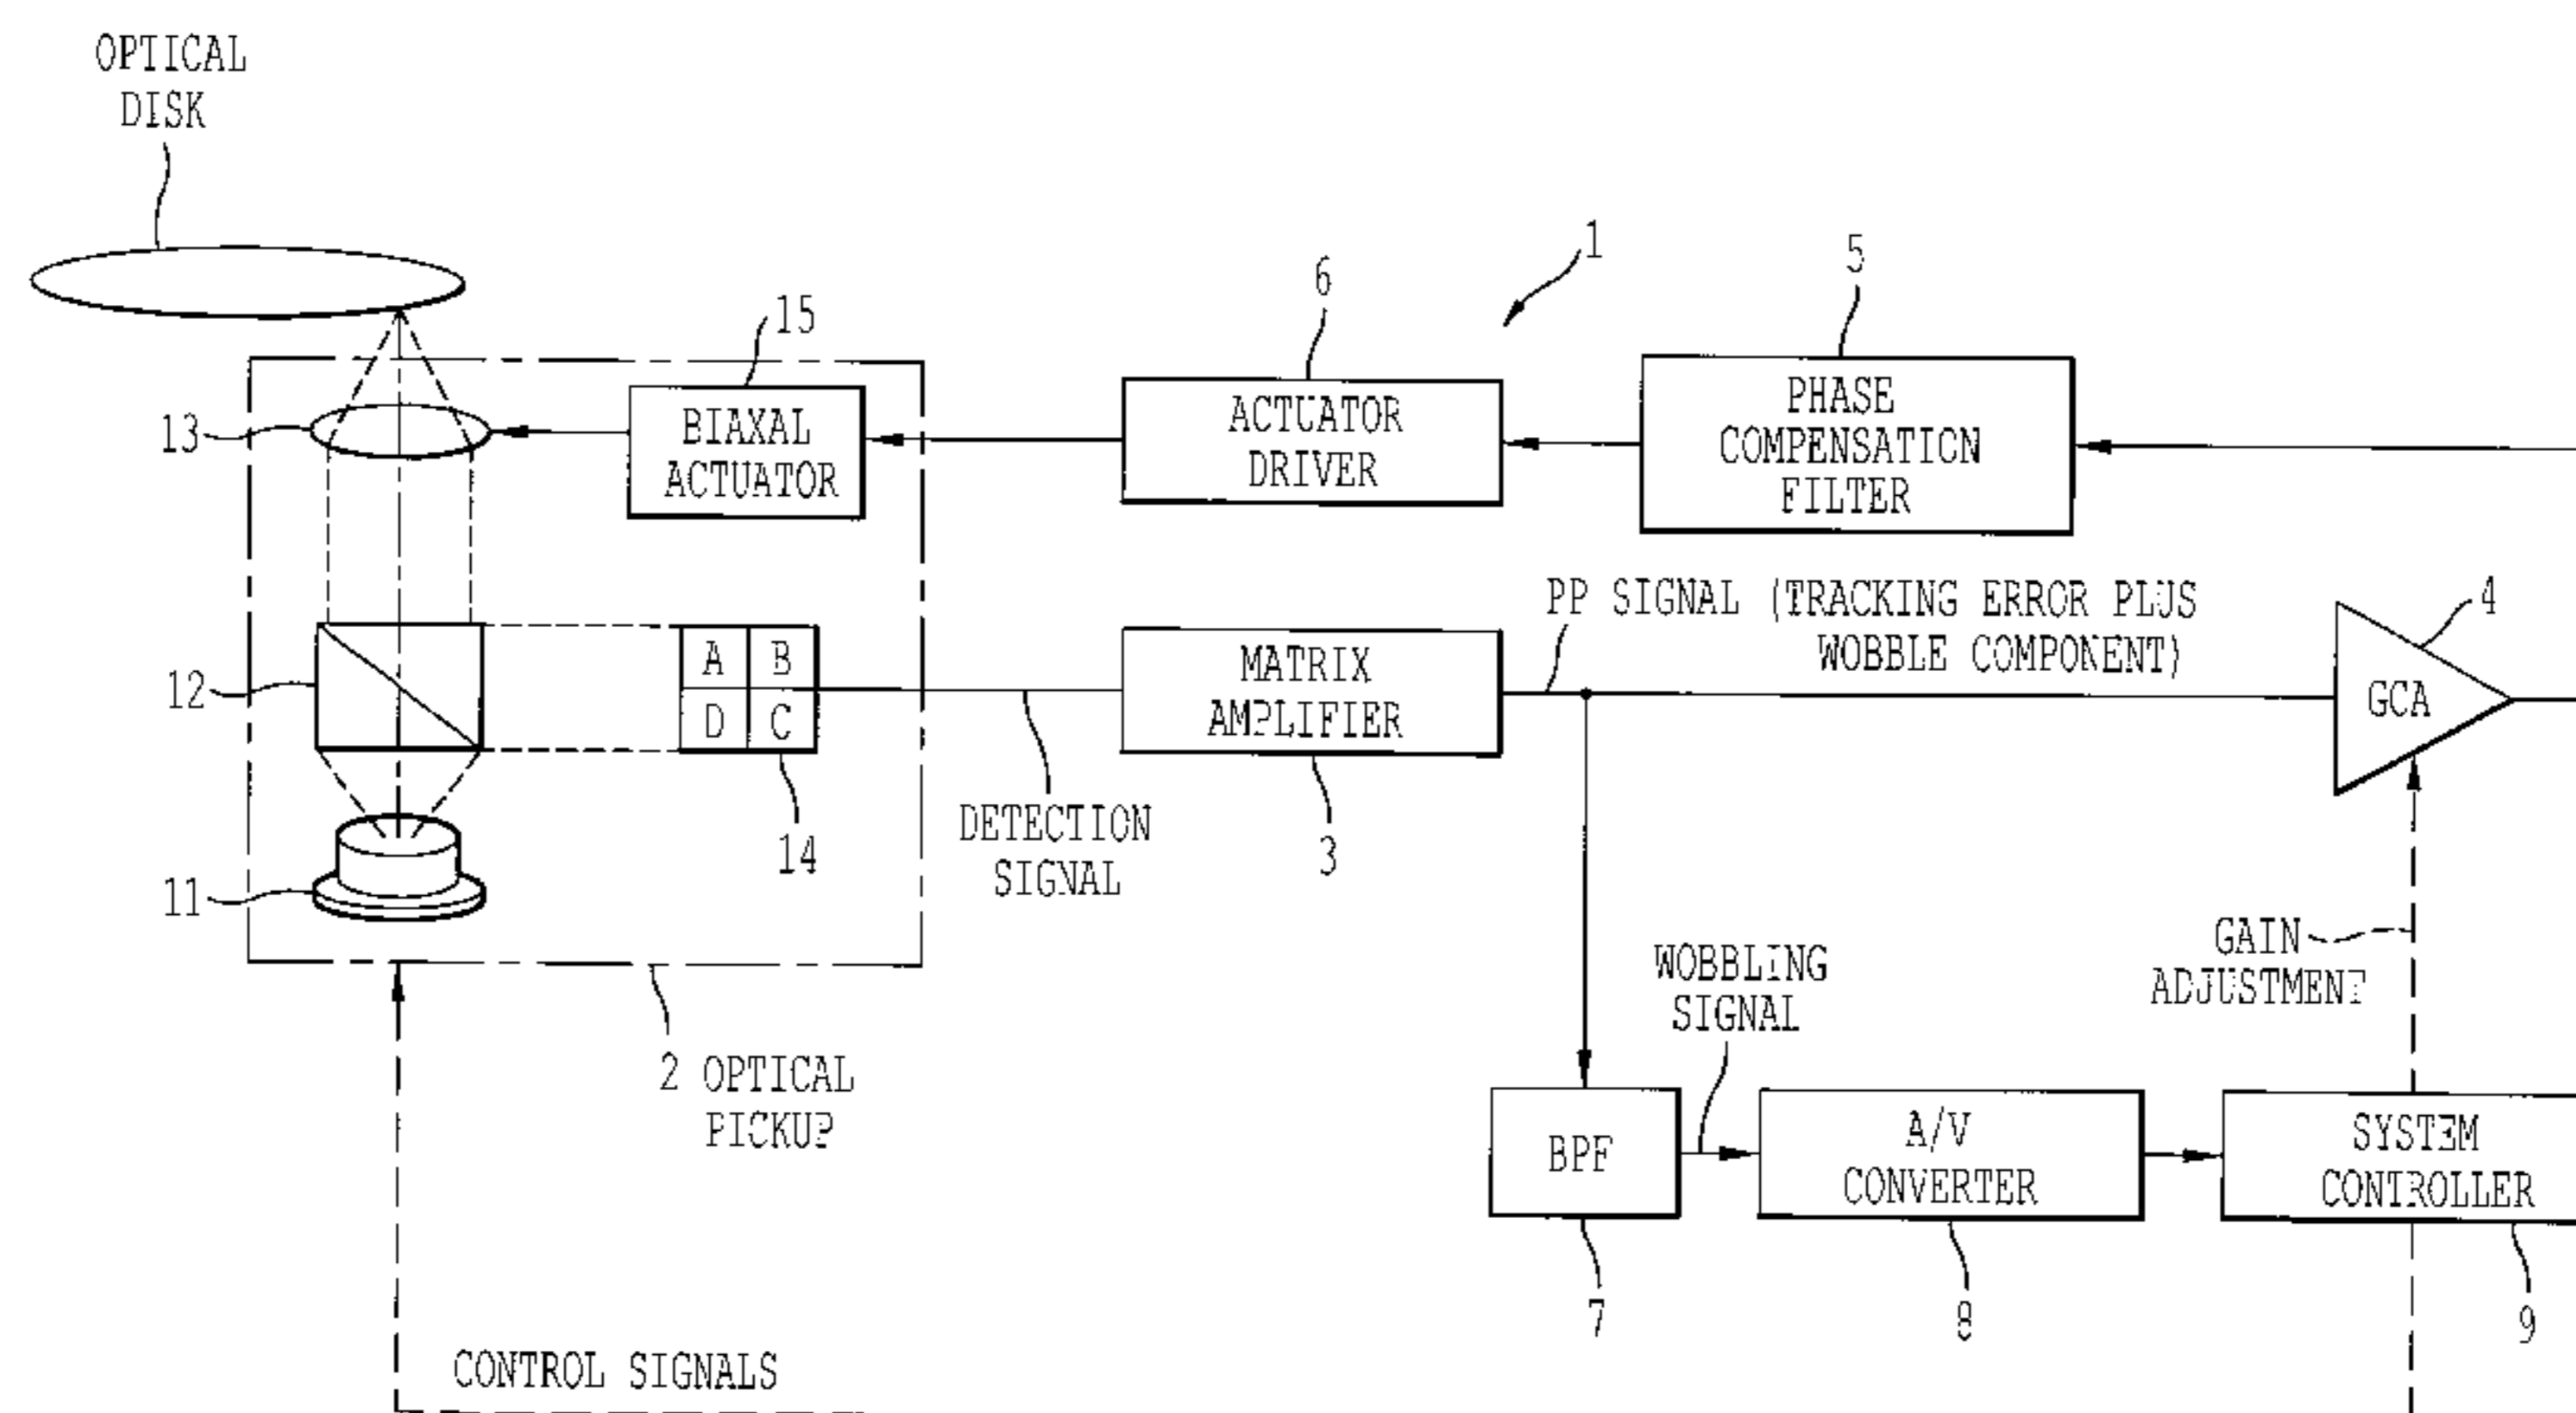 OPTICAL
DISK
1
5
6
15
PHASE
COMPENSATION
FILTER
ACTUATOR
DRIVER
BIAXAL
ACTUATOR
13
PP SIGNAL (TRACKING ERROR PLUS
WOBBLE COMPONENT)
4
A B
D C
MATRIX
AMPLIFIER
GCA
12
DETECTION
SIGNAL
14
3
11
GAIN
ADJUSTMENT
WOBBLING
SIGNAL
2 OPTICAL
PICKUP
BPF
A/V
CONVERTER
SYSTEM
CONTROLLER
7
8
9
CONTROL SIGNALS